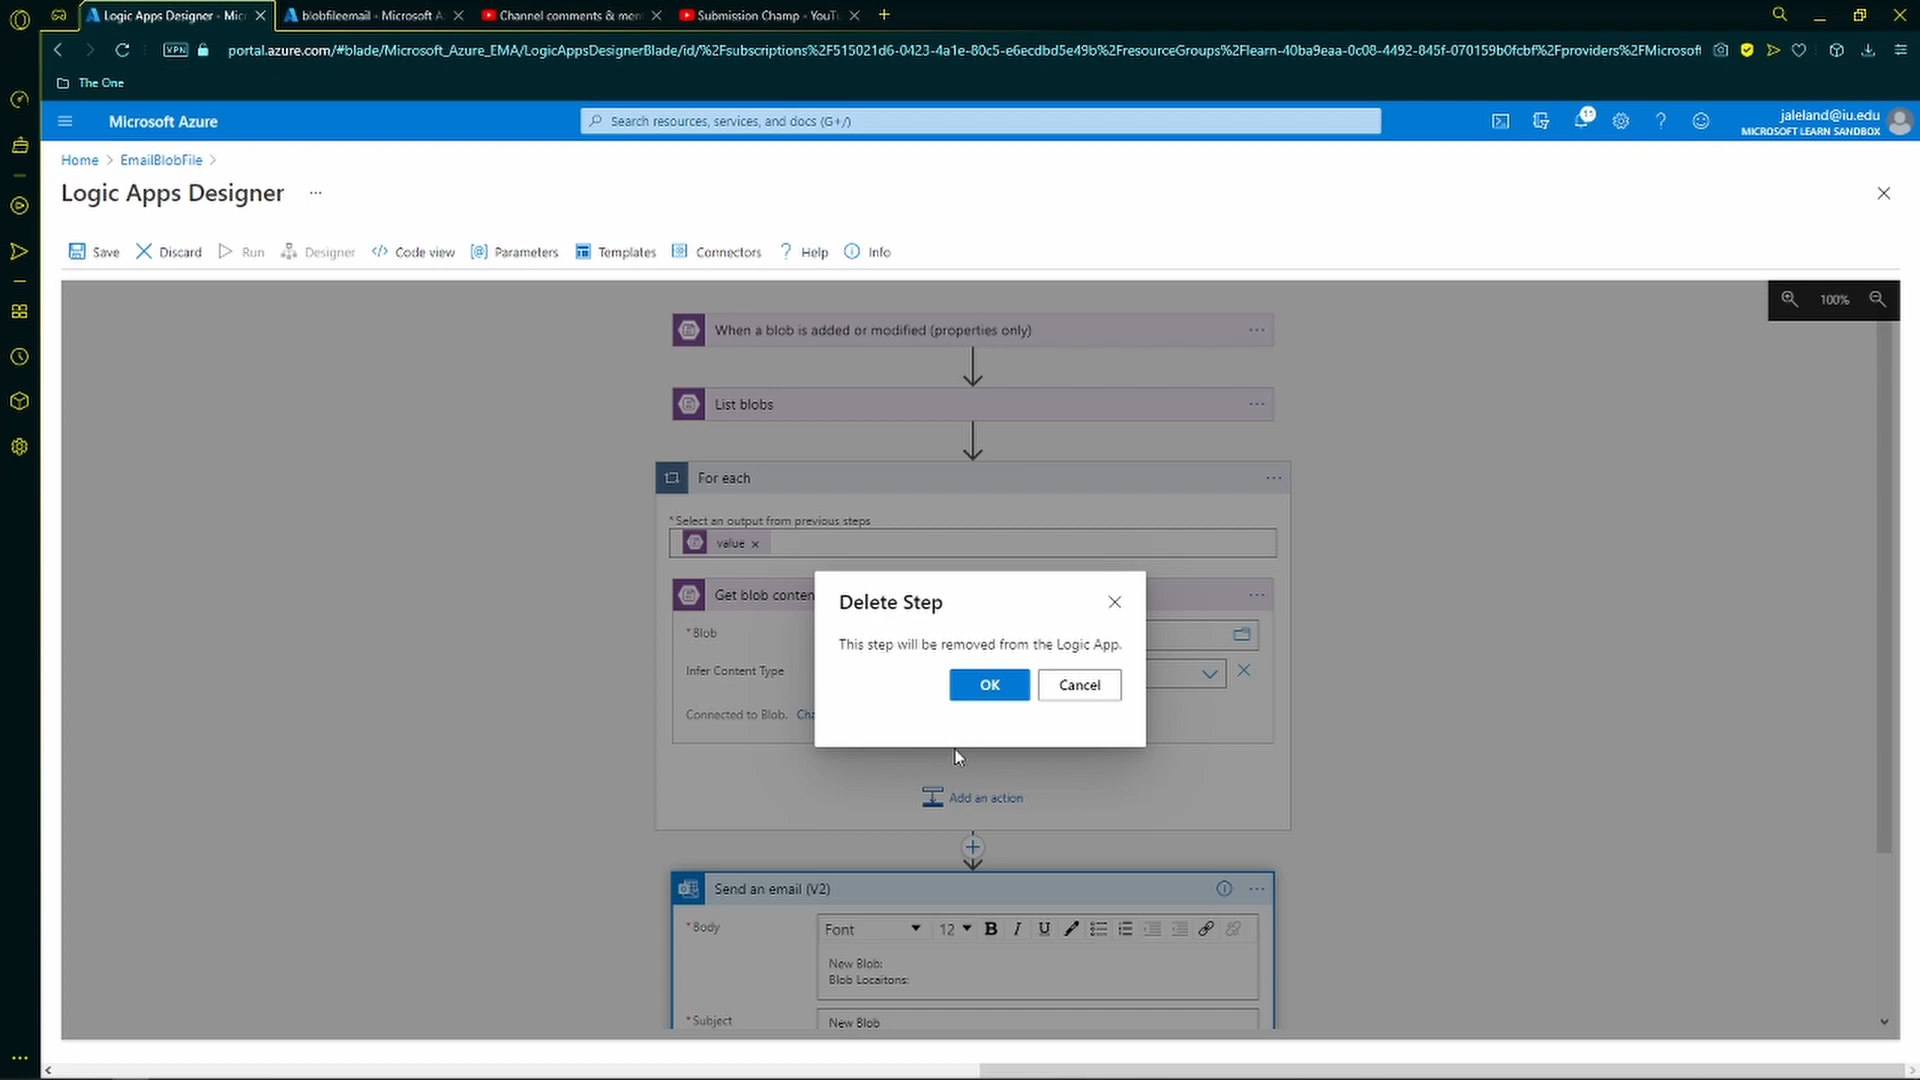 Logic Apps Designer - Mic
blobfileemail - Microsoft A
Channel comments & men
Submission Champ - YouTu
VPN
portal.azure.com/#blade/Microsoft_Azure_EMA/LogicAppsDesignerBlade/id/%2Fsubscriptions%2F515021d6-0423-4a1e-80c5-e6ecdbd5e49b%2FresourceGroups%2Flearn-40ba9eaa-0c08-4492-845f-070159b0fcbf%2Fproviders%2FMicrosoft
The One
Microsoft Azure
Search resources, services, and docs (G+/)
11
jaleland@iu.edu
MICROSOFT LEARN SANDBOX
Home > EmailBlobFile >
Logic Apps Designer ...
Save
Discard
Run
Designer
Code view
Parameters
Templates
Connectors
Help
Info
100%
When a blob is added or modified (properties only)
List blobs
For each
*Select an output from previous steps
value
Get blob conten
*Blob
Infer Content Type
Connected to Blob. Cha
Delete Step
This step will be removed from the Logic App.
OK
Cancel
Add an action
Send an email (V2)
*Body
Font
12
B
I
U
New Blob:
Blob Locaitons:
*Subject
New Blob